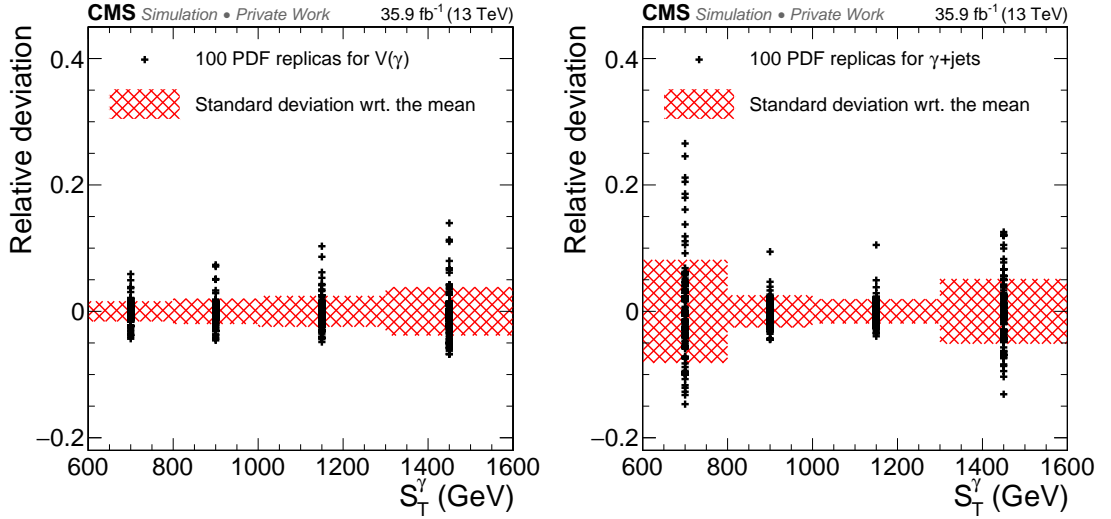 CMS Simulation • Private Work 35.9 fb⁻¹ (13 TeV)
Relative deviation
0.4
0.2
0
−0.2
100 PDF replicas for V(γ)
Standard deviation wrt. the mean
600 800 1000 1200 1400 1600
S_T^γ (GeV)
CMS Simulation • Private Work 35.9 fb⁻¹ (13 TeV)
Relative deviation
0.4
0.2
0
−0.2
100 PDF replicas for γ+jets
Standard deviation wrt. the mean
600 800 1000 1200 1400 1600
S_T^γ (GeV)